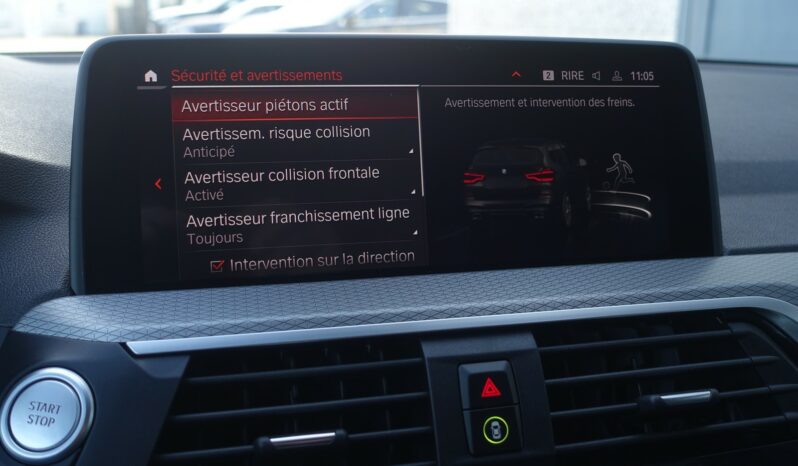 Sécurité et avertissements
2 RIRE 11:05
Avertisseur piétons actif
Avertissement et intervention des freins.
Avertissem. risque collision
Anticipé
Avertisseur collision frontale
Activé
Avertisseur franchissement ligne
Toujours
Intervention sur la direction
START
STOP